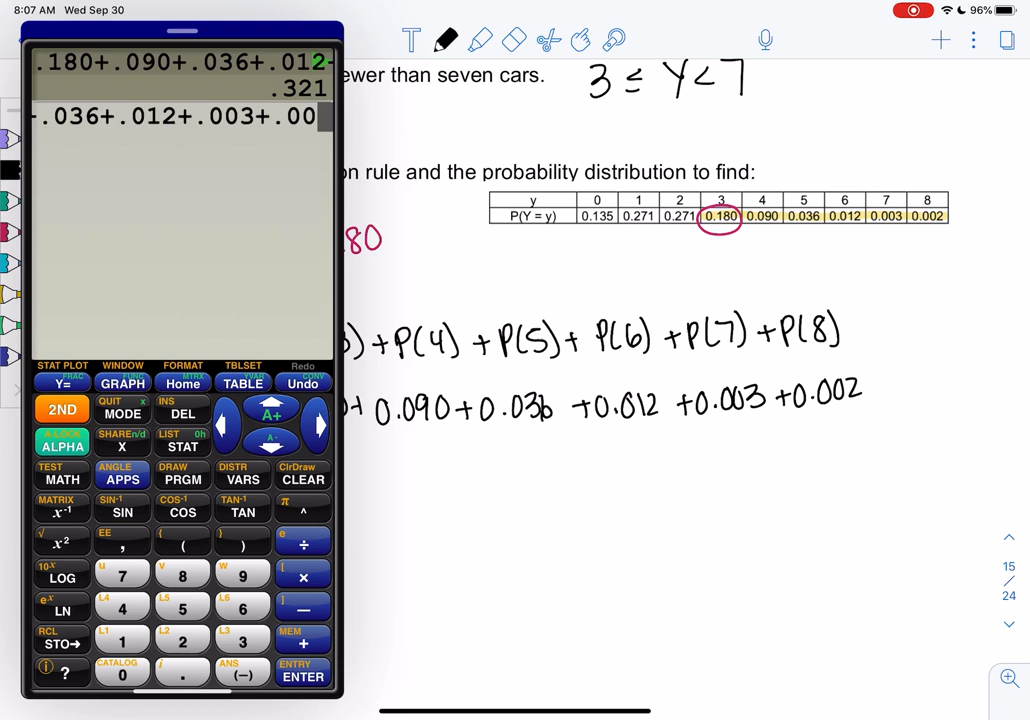 8:07 AM Wed Sep 30
96%
.180+.090+.036+.012
.321
.036+.012+.003+.00
ewer than seven cars. 3 ≤ Y < 7
on rule and the probability distribution to find:
y 0 1 2 3 4 5 6 7 8
P(Y = y) 0.135 0.271 0.271 0.180 0.090 0.036 0.012 0.003 0.002
80
) + P(4) + P(5) + P(6) + P(7) + P(8)
+ 0.090 + 0.036 + 0.012 + 0.003 + 0.002
STAT PLOT WINDOW FORMAT TBLSET Redo
Y= GRAPH Home TABLE Undo
QUIT INS
2ND MODE DEL A+
A-LOCK SHARE n/d LIST 0h A-
ALPHA X STAT
TEST ANGLE DRAW DISTR ClrDraw
MATH APPS PRGM VARS CLEAR
MATRIX SIN-1 COS-1 TAN-1 π
x-1 SIN COS TAN ^
√ EE { } e
x2 , ( ) ÷
10x u v w [
LOG 7 8 9 ×
ex L4 L5 L6 ]
LN 4 5 6 —
RCL L1 L2 L3 MEM
STO→ 1 2 3 +
CATALOG i ANS ENTRY
? 0 . (—) ENTER
15
/
24